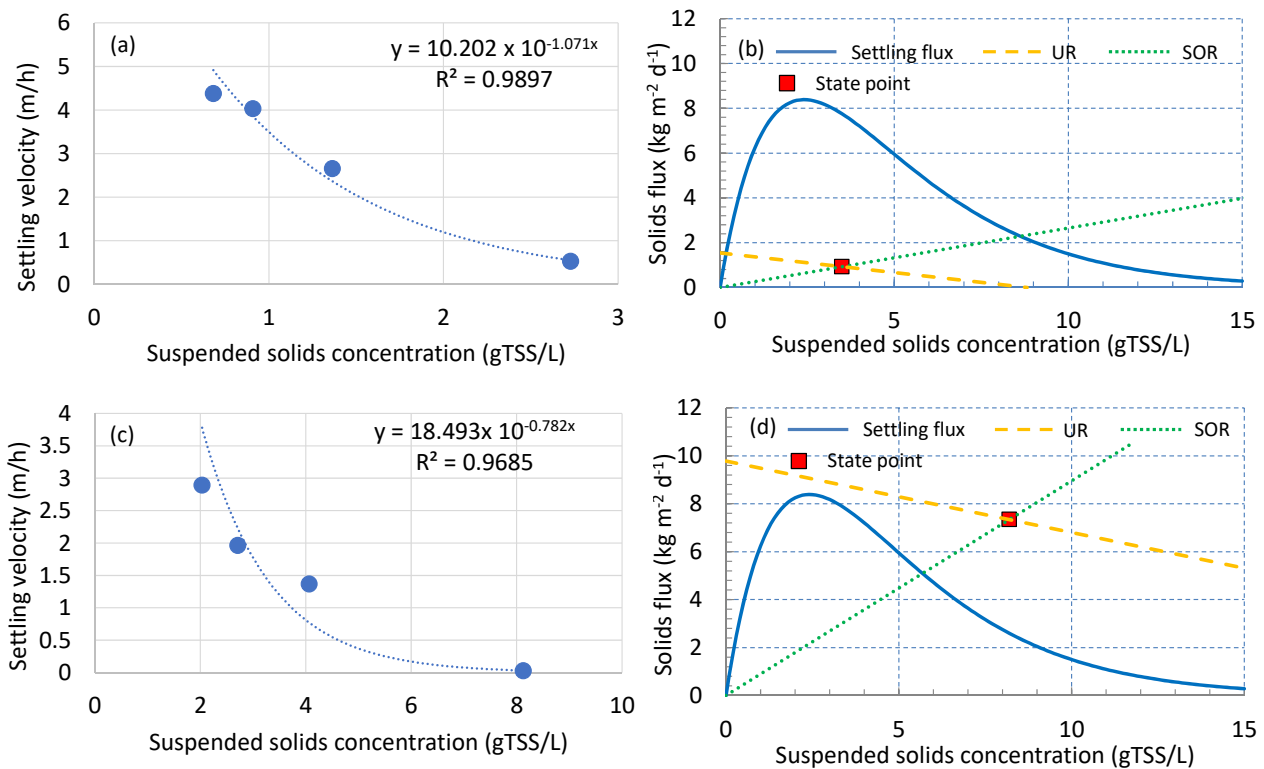 (a)
y = 10.202 x 10^-1.071x
R² = 0.9897
Settling velocity (m/h)
6
5
4
3
2
1
0
0 1 2 3
Suspended solids concentration (gTSS/L)
(b)
Settling flux UR SOR
State point
Solids flux (kg m-2 d-1)
12
10
8
6
4
2
0
0 5 10 15
Suspended solids concentration (gTSS/L)
(c)
y = 18.493x 10^-0.782x
R² = 0.9685
Settling velocity (m/h)
4
3.5
3
2.5
2
1.5
1
0.5
0
0 2 4 6 8 10
Suspended solids concentration (gTSS/L)
(d)
Settling flux UR SOR
State point
Solids flux (kg m-2 d-1)
12
10
8
6
4
2
0
0 5 10 15
Suspended solids concentration (gTSS/L)